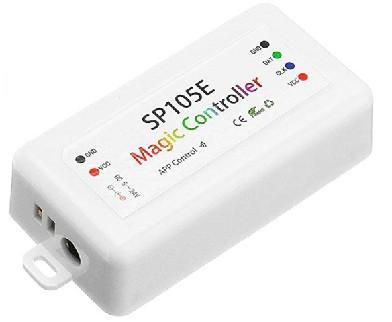 SP105E
Magic Controller
APP Control
GND
DAT
CLK
VCC
GND
VDD
CE